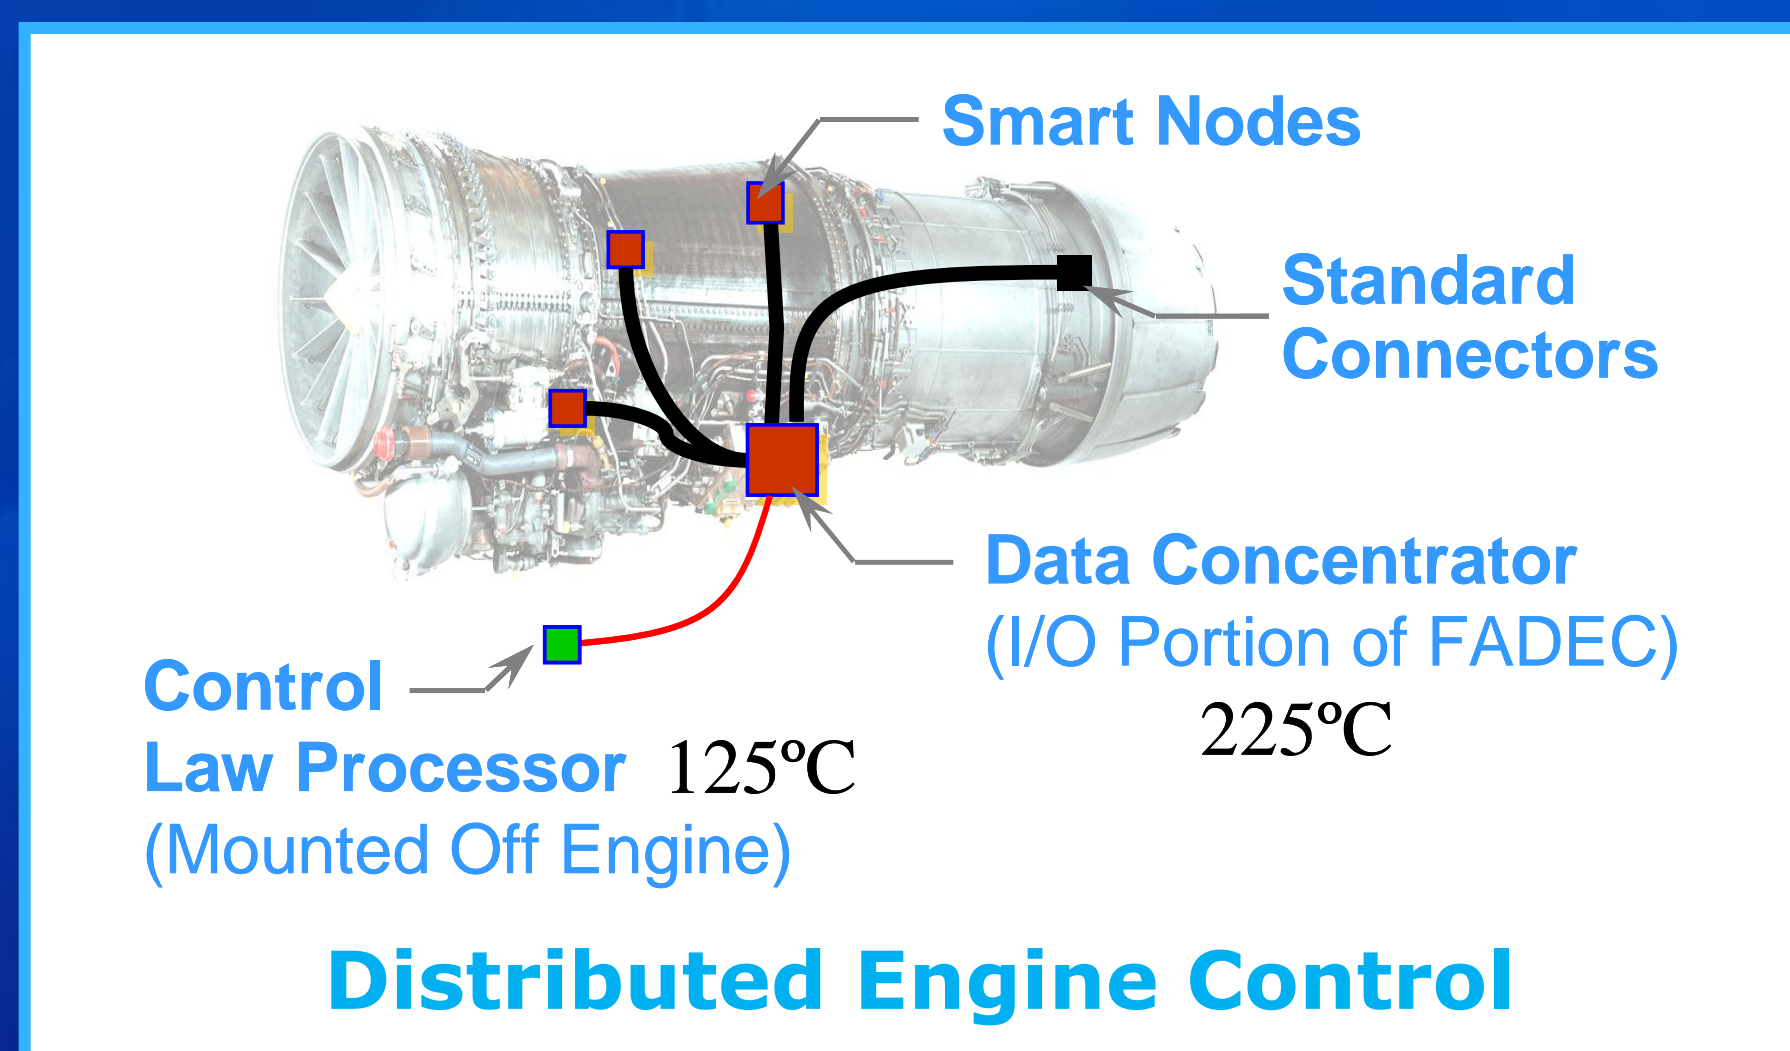 Smart Nodes
Standard
Connectors
Data Concentrator
(I/O Portion of FADEC)
225ºC
Control
Law Processor 125ºC
(Mounted Off Engine)
Distributed Engine Control